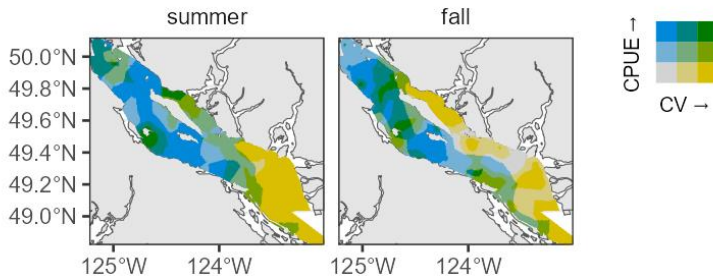 summer
fall
50.0°N
49.8°N
49.6°N
49.4°N
49.2°N
49.0°N
125°W
124°W
125°W
124°W
CPUE →
CV →